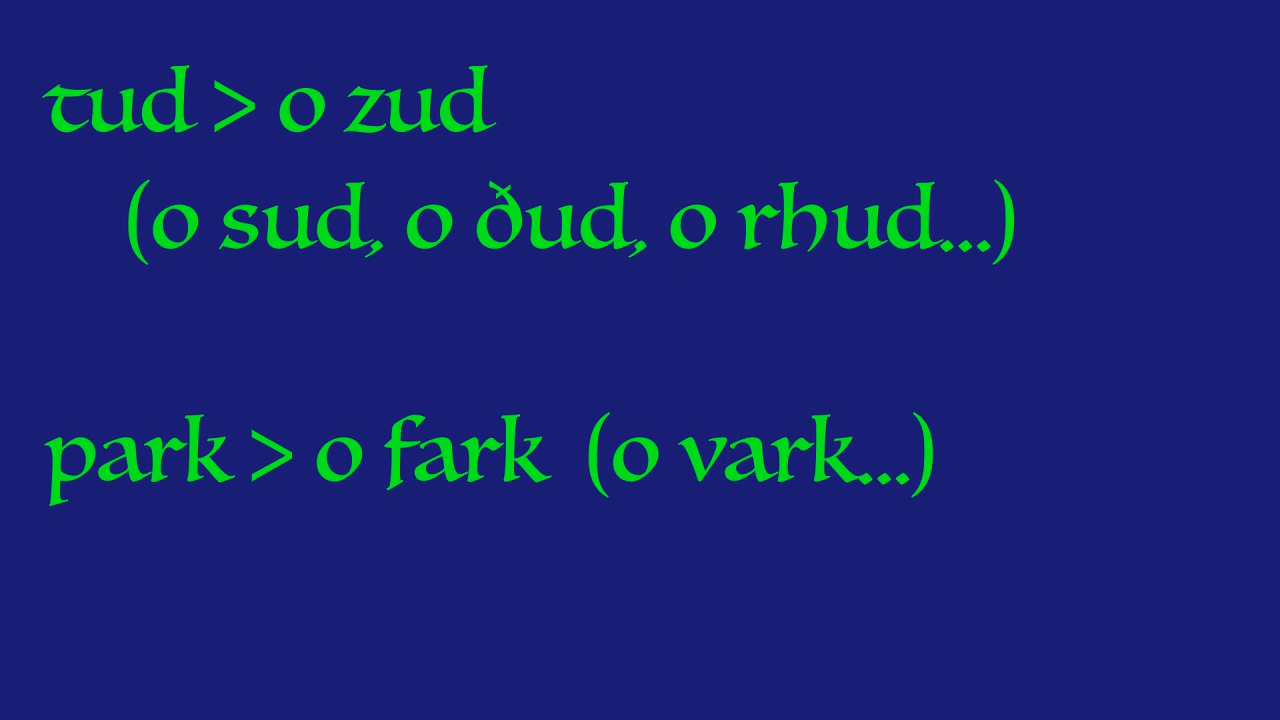 tud > o zud
(o sud, o ðud, o rhud...)
park > o fark (o vark...)